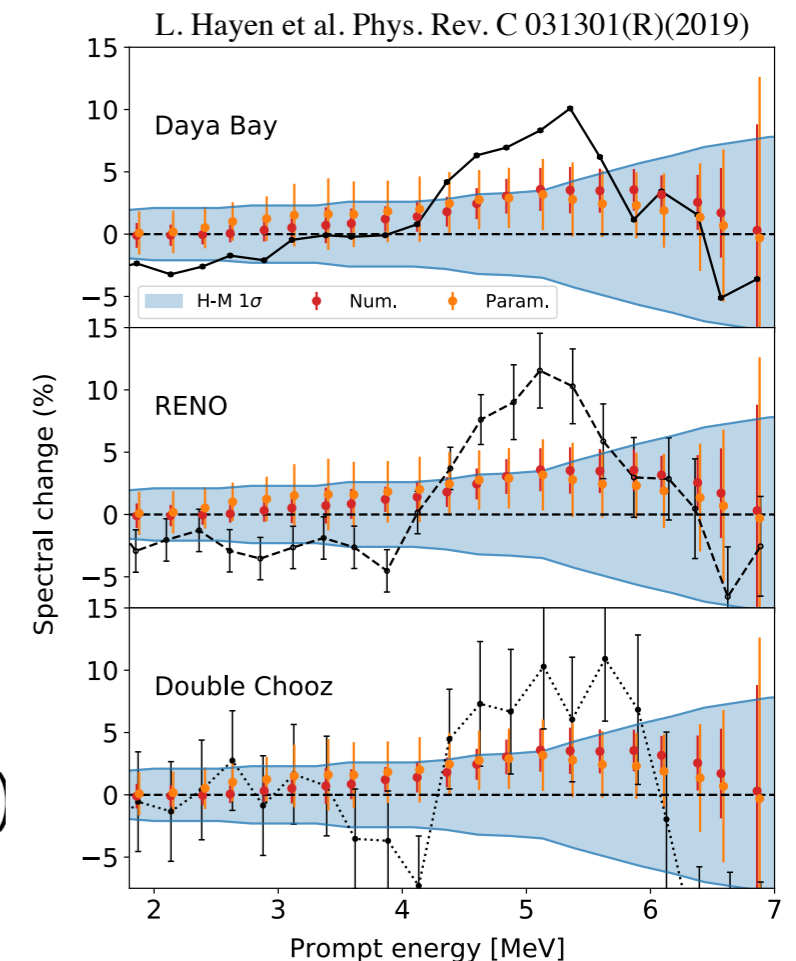 L. Hayen et al. Phys. Rev. C 031301(R)(2019)
15
10
5
0
−5
Daya Bay
H-M 1σ Num. Param.
15
10
5
0
−5
RENO
Spectral change (%)
15
10
5
0
−5
Double Chooz
)
2 3 4 5 6 7
Prompt energy [MeV]